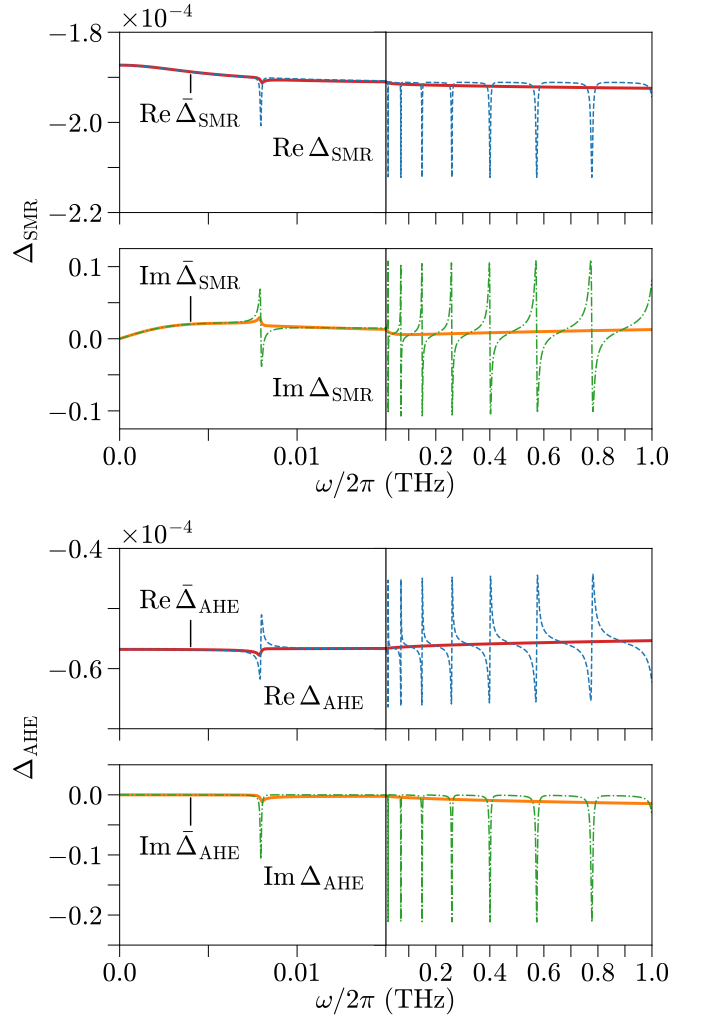 ×10⁻⁴
−1.8
−2.0
−2.2
Re Δ̄_SMR
Re Δ_SMR
Δ_SMR
0.1
0.0
−0.1
Im Δ̄_SMR
Im Δ_SMR
0.0 0.01 0.2 0.4 0.6 0.8 1.0
ω/2π (THz)
×10⁻⁴
−0.4
−0.6
Re Δ̄_AHE
Re Δ_AHE
Δ_AHE
0.0
−0.1
−0.2
Im Δ̄_AHE
Im Δ_AHE
0.0 0.01 0.2 0.4 0.6 0.8 1.0
ω/2π (THz)